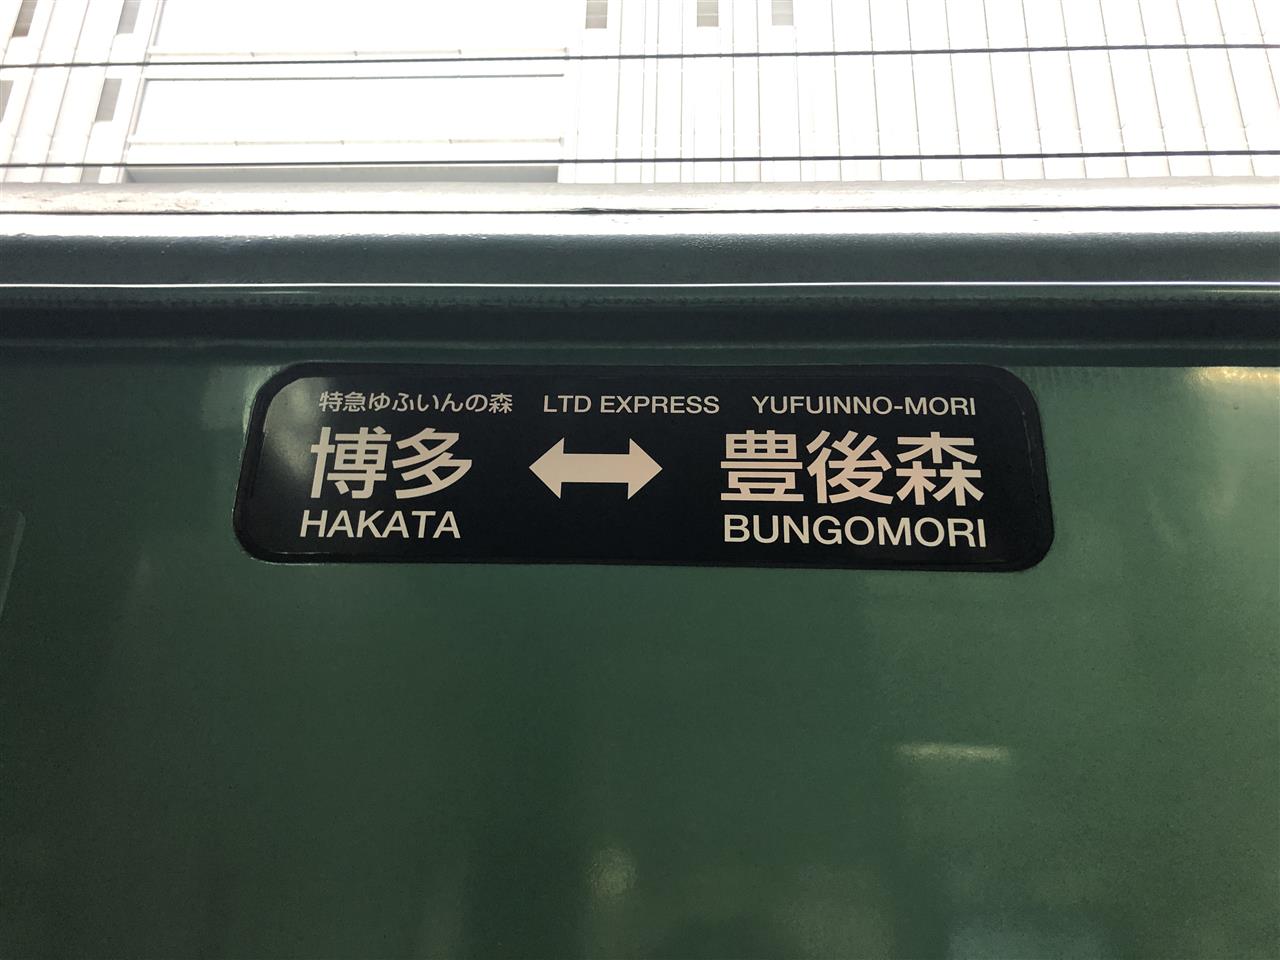 特急ゆふいんの森 LTD EXPRESS YUFUINNO-MORI
博多 ↔ 豊後森
HAKATA BUNGOMORI